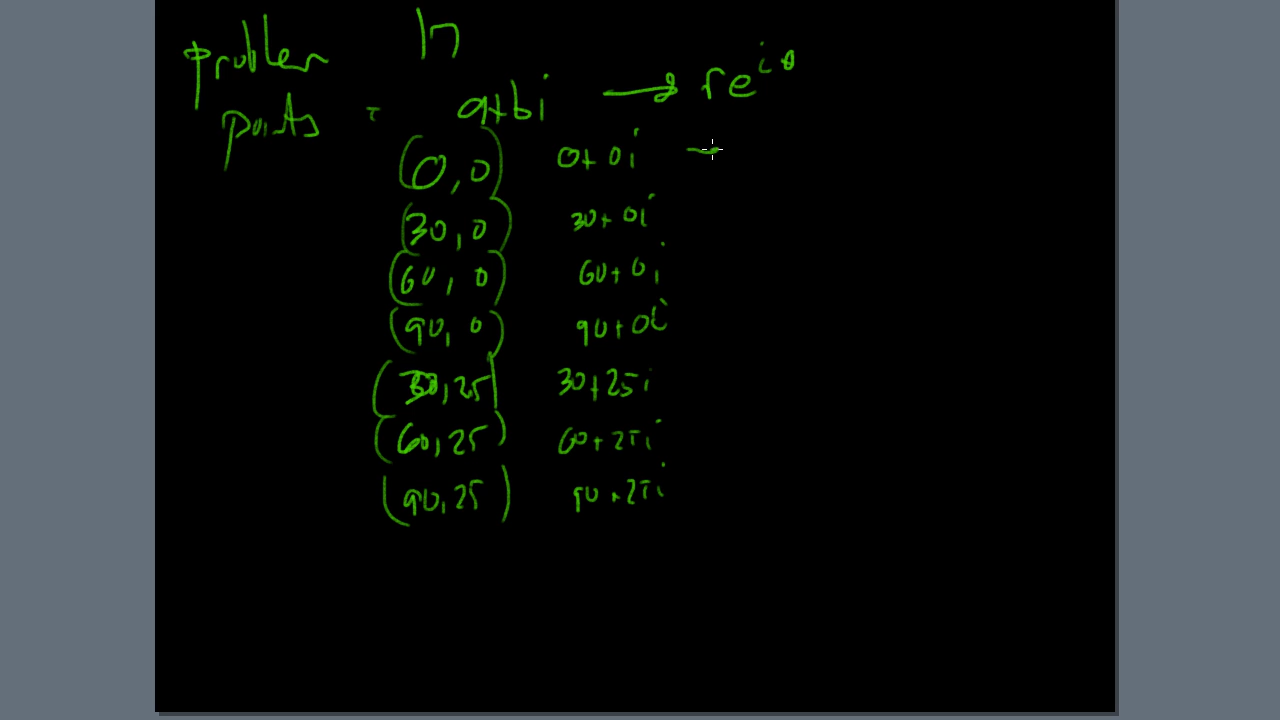 problem in
points = a+bi → re^{iθ}
(0,0) 0+0i →
(30,0) 30+0i
(60,0) 60+0i
(90,0) 90+0i
(30,25) 30+25i
(60,25) 60+25i
(90,25) 90+25i